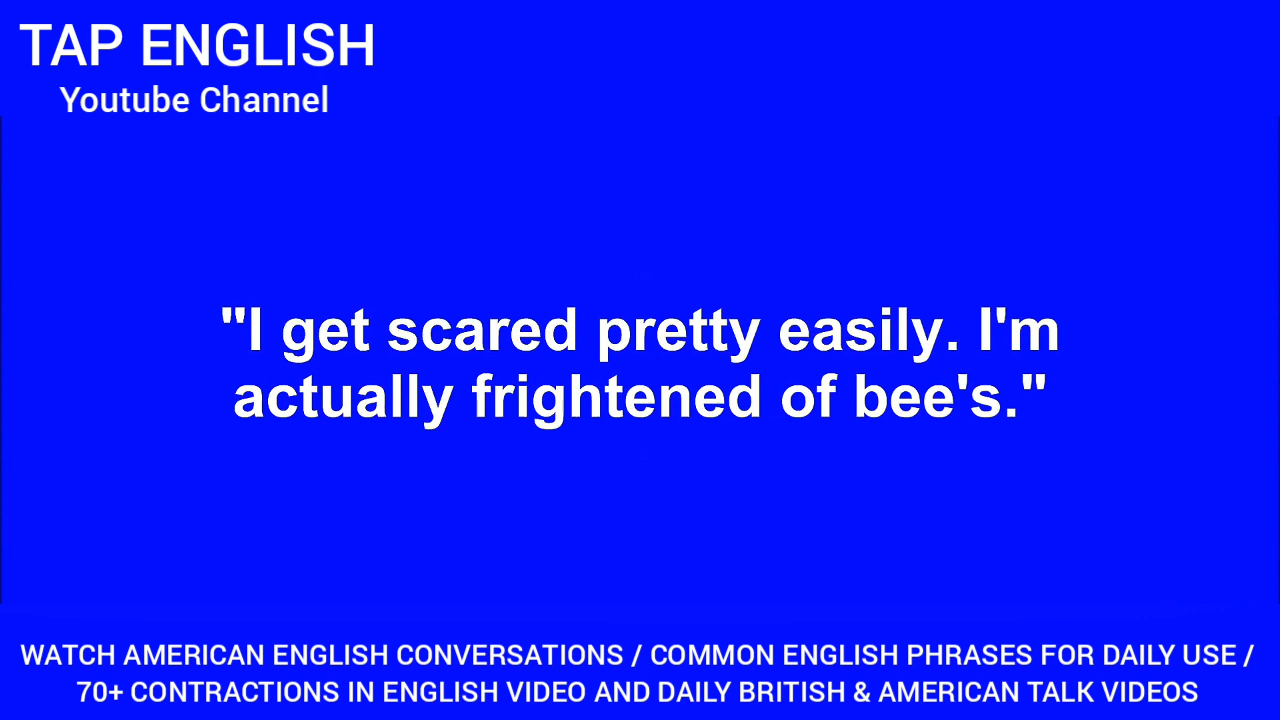 TAP ENGLISH
Youtube Channel
"I get scared pretty easily. I'm
actually frightened of bee's."
WATCH AMERICAN ENGLISH CONVERSATIONS / COMMON ENGLISH PHRASES FOR DAILY USE /
70+ CONTRACTIONS IN ENGLISH VIDEO AND DAILY BRITISH & AMERICAN TALK VIDEOS